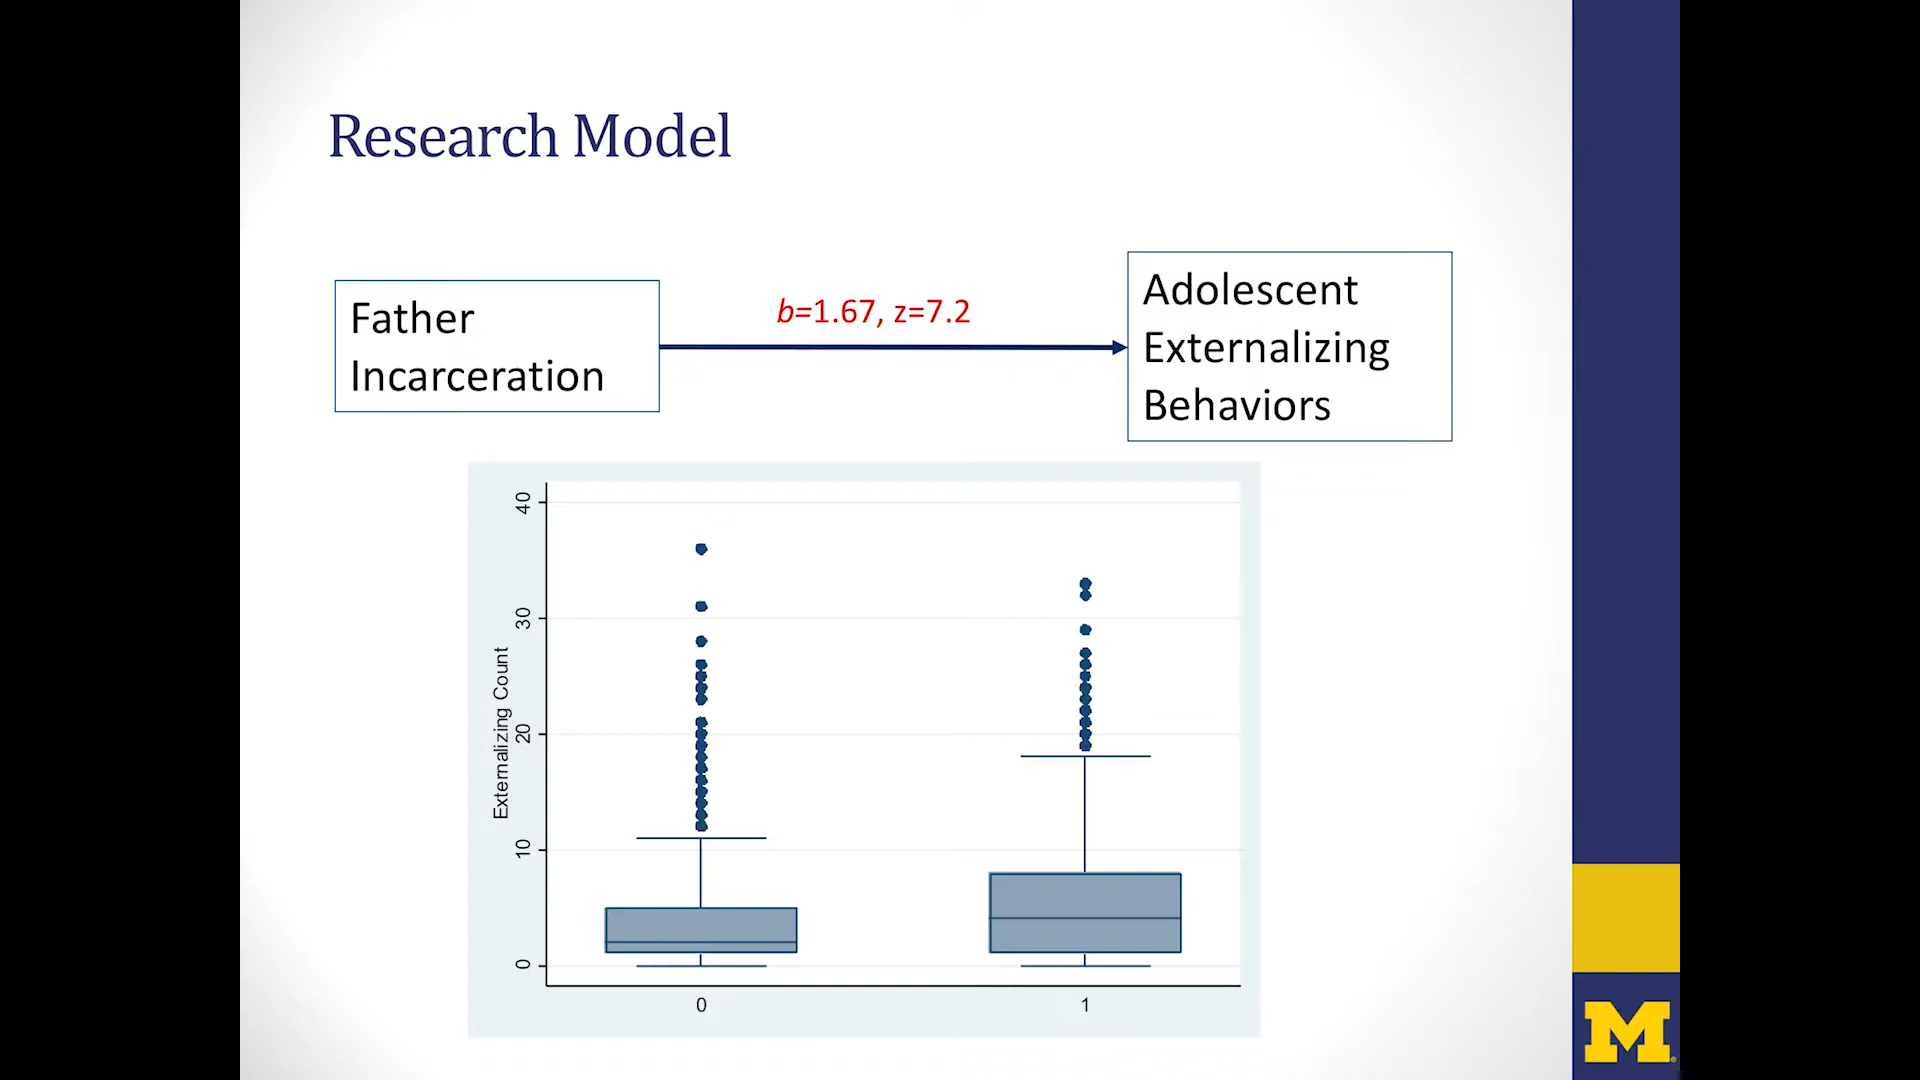 Research Model
Father
Incarceration
b=1.67, z=7.2
Adolescent
Externalizing
Behaviors
Externalizing Count
40
30
20
10
0
0
1
M